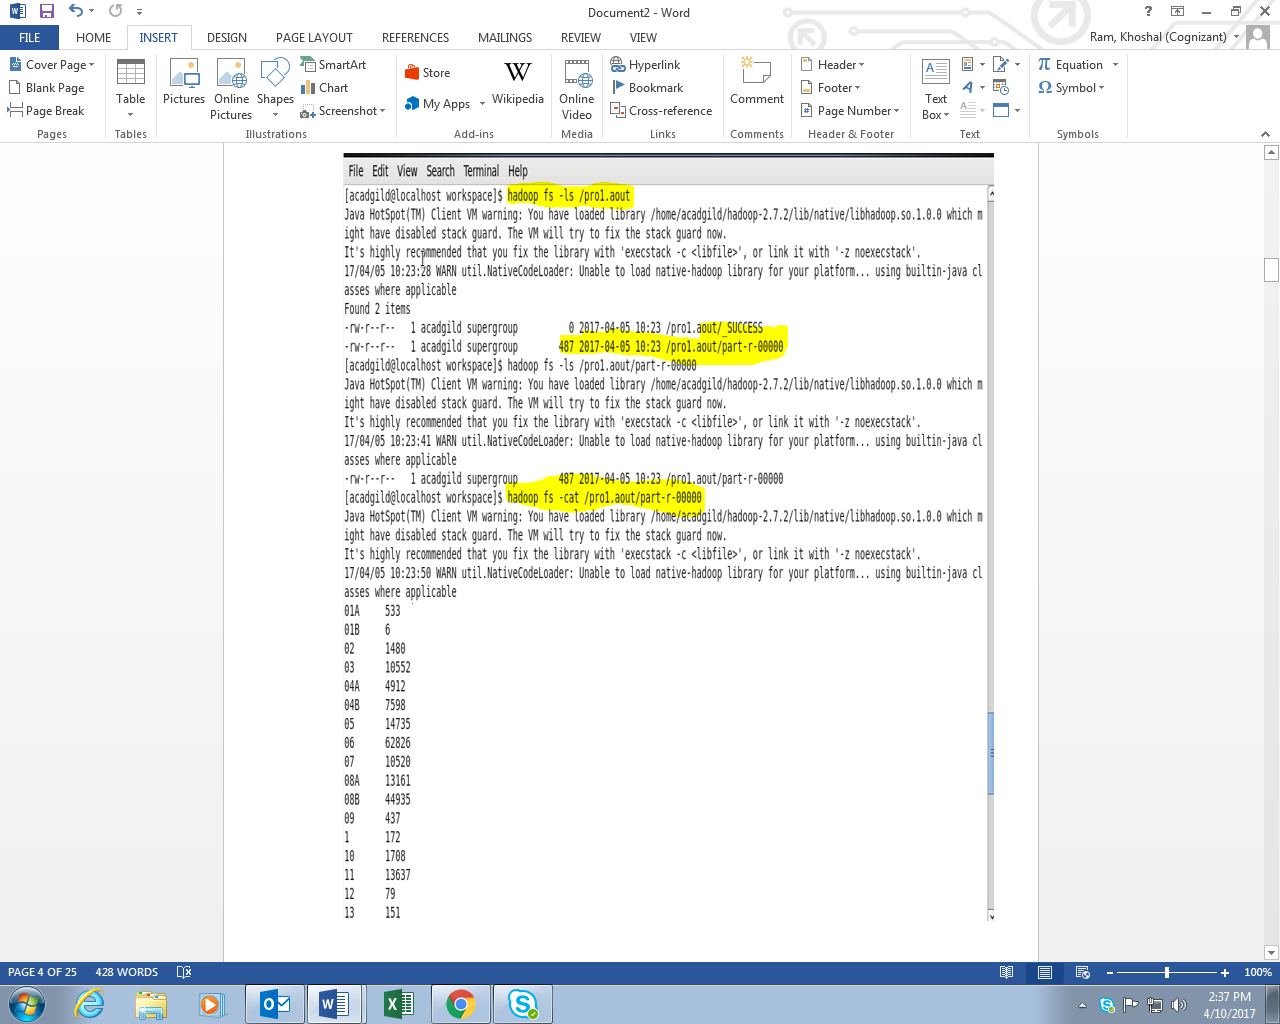 Document2 - Word
Ram, Khoshal (Cognizant)
FILE HOME INSERT DESIGN PAGE LAYOUT REFERENCES MAILINGS REVIEW VIEW
Cover Page
Blank Page
Page Break
Pages
Table
Tables
Pictures
Online Pictures
Shapes
SmartArt
Chart
Screenshot
Illustrations
Store
My Apps
Wikipedia
Add-ins
Online Video
Media
Hyperlink
Bookmark
Cross-reference
Links
Comment
Comments
Header
Footer
Page Number
Header & Footer
Text Box
Text
Equation
Symbol
Symbols
File Edit View Search Terminal Help
[acadgild@localhost workspace]$ hadoop fs -ls /pro1.aout
Java HotSpot(TM) Client VM warning: You have loaded library /home/acadgild/hadoop-2.7.2/lib/native/libhadoop.so.1.0.0 which m
ight have disabled stack guard. The VM will try to fix the stack guard now.
It's highly recommended that you fix the library with 'execstack -c <libfile>', or link it with '-z noexecstack'.
17/04/05 10:23:28 WARN util.NativeCodeLoader: Unable to load native-hadoop library for your platform... using builtin-java cl
asses where applicable
Found 2 items
-rw-r--r-- 1 acadgild supergroup 0 2017-04-05 10:23 /pro1.aout/_SUCCESS
-rw-r--r-- 1 acadgild supergroup 487 2017-04-05 10:23 /pro1.aout/part-r-00000
[acadgild@localhost workspace]$ hadoop fs -ls /pro1.aout/part-r-00000
Java HotSpot(TM) Client VM warning: You have loaded library /home/acadgild/hadoop-2.7.2/lib/native/libhadoop.so.1.0.0 which m
ight have disabled stack guard. The VM will try to fix the stack guard now.
It's highly recommended that you fix the library with 'execstack -c <libfile>', or link it with '-z noexecstack'.
17/04/05 10:23:41 WARN util.NativeCodeLoader: Unable to load native-hadoop library for your platform... using builtin-java cl
asses where applicable
-rw-r--r-- 1 acadgild supergroup 487 2017-04-05 10:23 /pro1.aout/part-r-00000
[acadgild@localhost workspace]$ hadoop fs -cat /pro1.aout/part-r-00000
Java HotSpot(TM) Client VM warning: You have loaded library /home/acadgild/hadoop-2.7.2/lib/native/libhadoop.so.1.0.0 which m
ight have disabled stack guard. The VM will try to fix the stack guard now.
It's highly recommended that you fix the library with 'execstack -c <libfile>', or link it with '-z noexecstack'.
17/04/05 10:23:50 WARN util.NativeCodeLoader: Unable to load native-hadoop library for your platform... using builtin-java cl
asses where applicable
01A 533
01B 6
02 1480
03 10552
04A 4912
04B 7598
05 14735
06 62826
07 10520
08A 13161
08B 44935
09 437
1 172
10 1708
11 13637
12 79
13 151
PAGE 4 OF 25 428 WORDS 100%
2:37 PM
4/10/2017